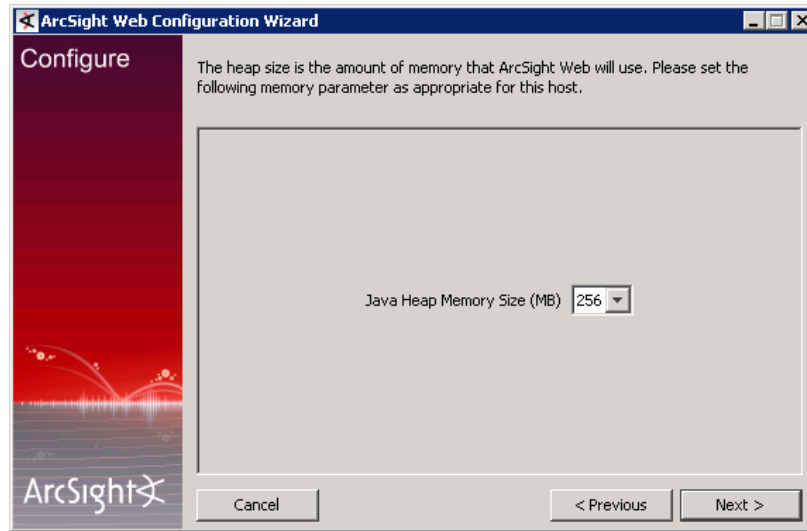 ArcSight Web Configuration Wizard
Configure
The heap size is the amount of memory that ArcSight Web will use. Please set the
following memory parameter as appropriate for this host.
Java Heap Memory Size (MB) 256
ArcSight
Cancel < Previous Next >